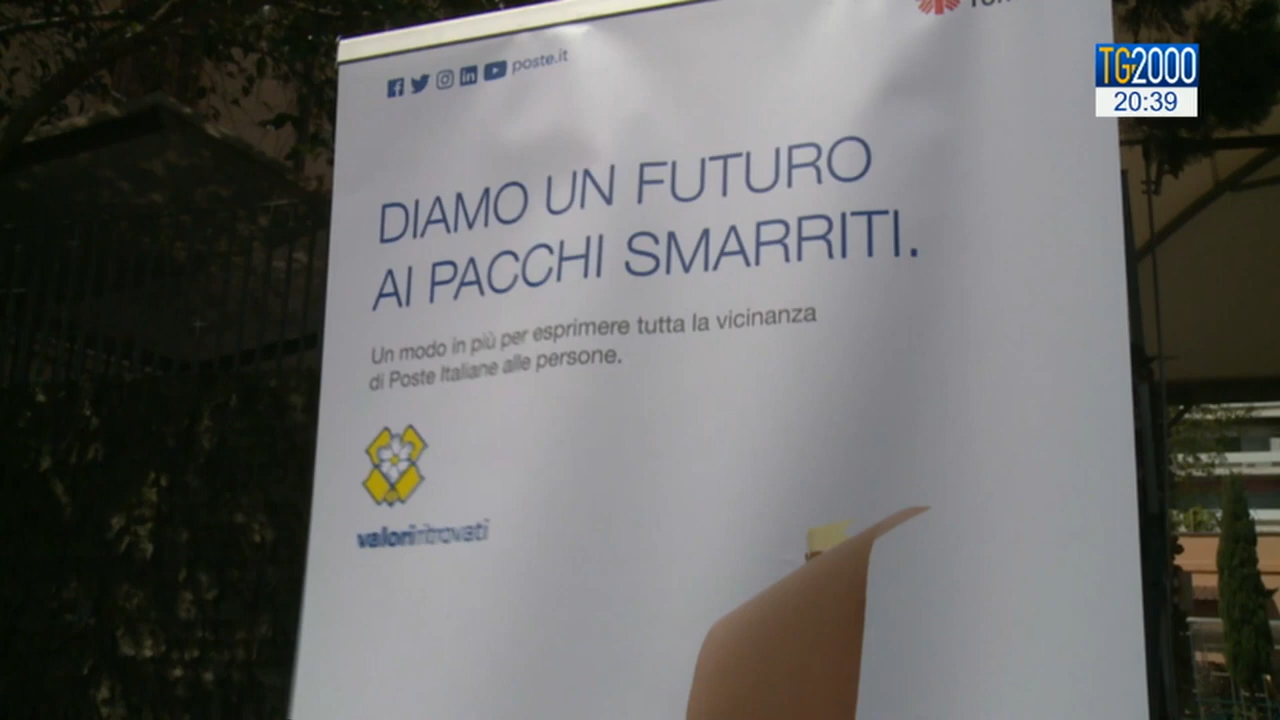 poste.it
TG2000
20:39
DIAMO UN FUTURO
AI PACCHI SMARRITI.
Un modo in più per esprimere tutta la vicinanza
di Poste Italiane alle persone.
valoriritrovati